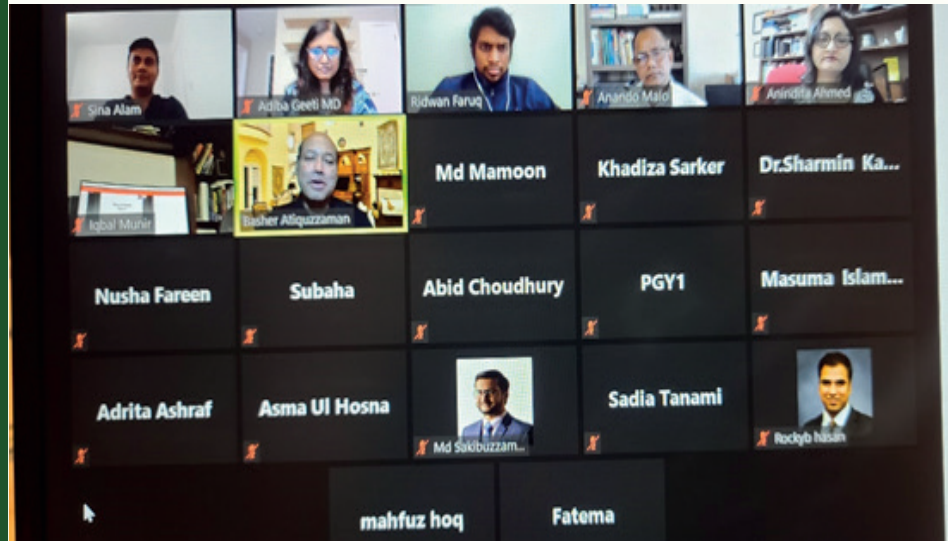 Sina Alam
Adiba Geeti MD
Ridwan Faruq
Anando Malo
Anindita Ahmed
Iqbal Munir
Basher Atiquzzaman
Md Mamoon
Khadiza Sarker
Dr.Sharmin Ka...
Nusha Fareen
Subaha
Abid Choudhury
PGY1
Masuma Islam...
Adrita Ashraf
Asma Ul Hosna
Md Sakibuzzam...
Sadia Tanami
Rockyb hasan
mahfuz hoq
Fatema